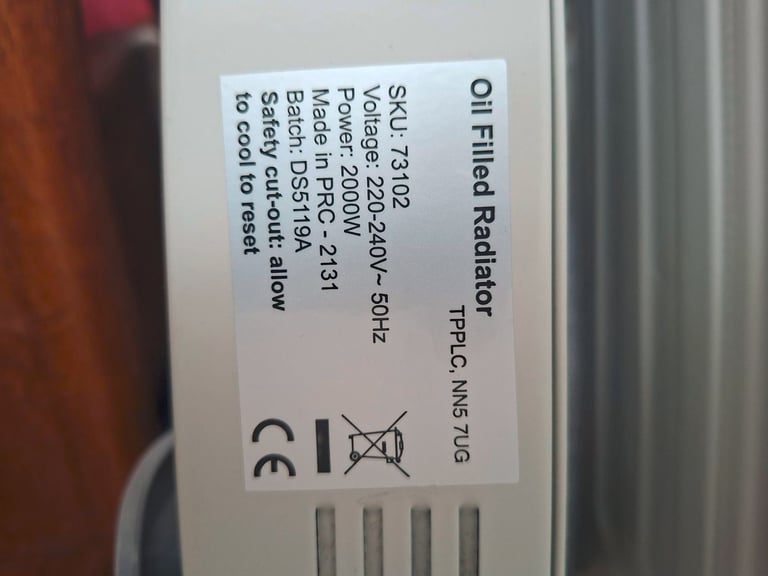 Oil Filled Radiator
TPPLC, NN5 7UG
SKU: 73102
Voltage: 220-240V~ 50Hz
Power: 2000W
Made in PRC - 2131
Batch: DS5119A
Safety cut-out: allow
to cool to reset
CE